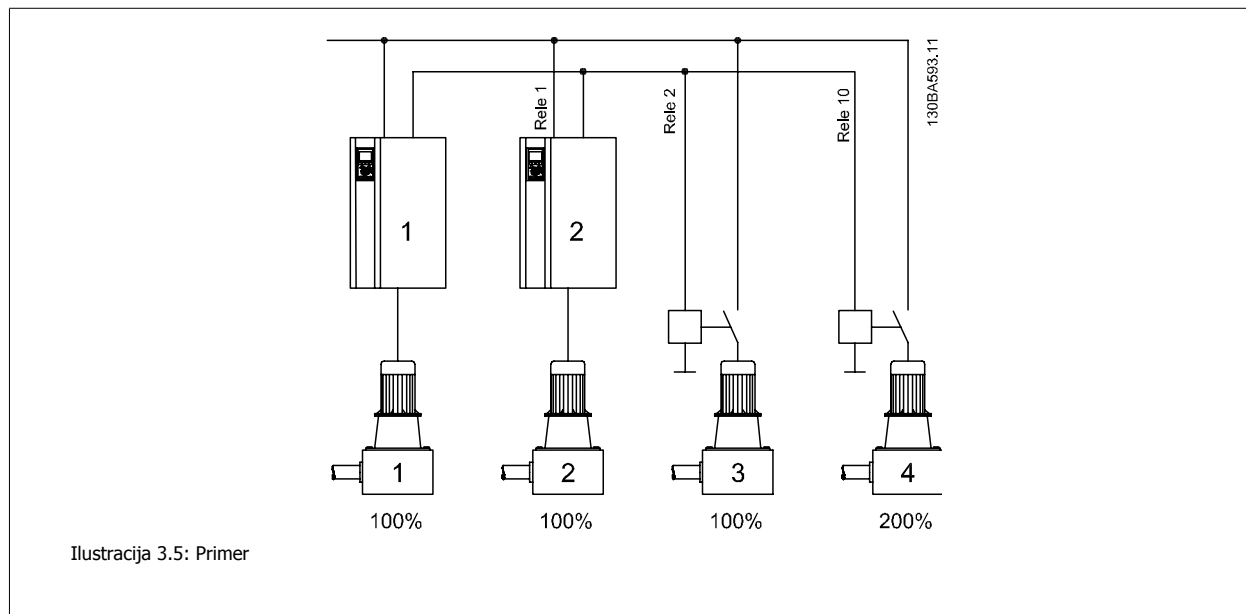 130BA593.11
Rele 1
Rele 2
Rele 10
1
2
1
2
3
4
100%
100%
100%
200%
Ilustracija 3.5: Primer